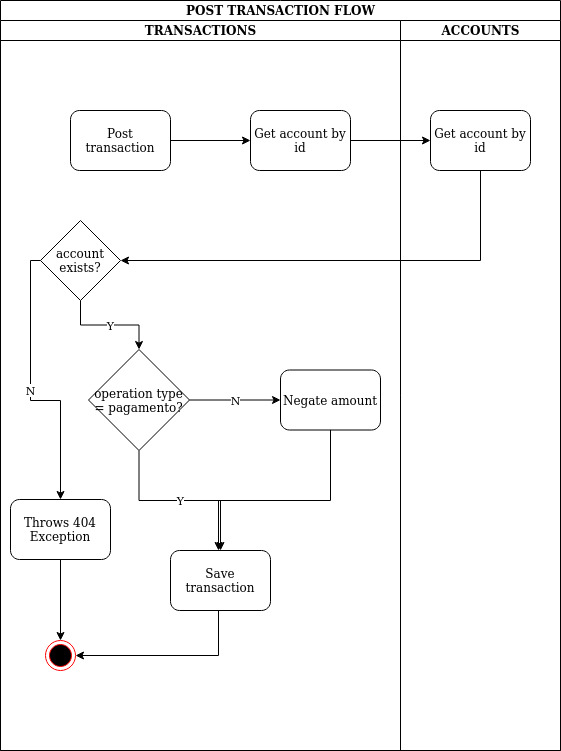 POST TRANSACTION FLOW
TRANSACTIONS
ACCOUNTS
Post
transaction
Get account by
id
Get account by
id
account
exists?
Y
N
operation type
= pagamento?
N
Negate amount
Y
Throws 404
Exception
Save
transaction